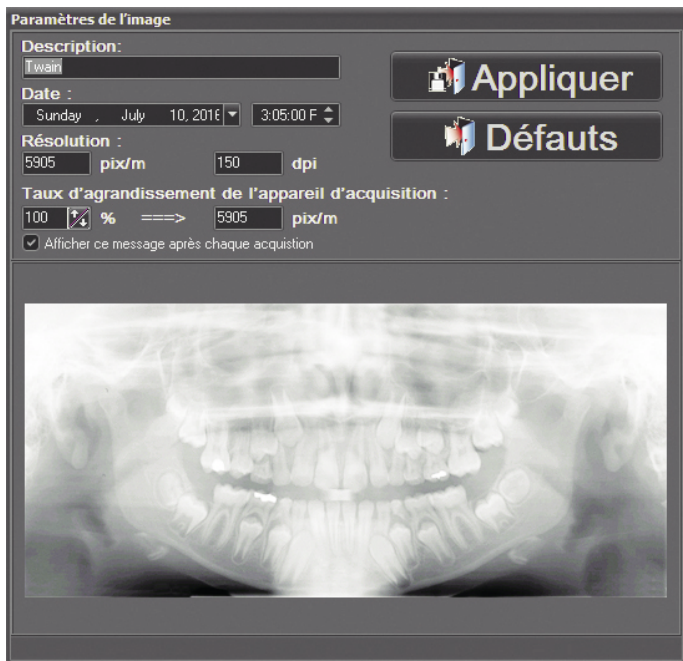 Paramètres de l'image
Description:
Twain
Appliquer
Date :
Sunday , July 10, 201 3:05:00
Défauts
Résolution :
5905 pix/m 150 dpi
Taux d'agrandissement de l'appareil d'acquisition :
100 % ===> 5905 pix/m
Afficher ce message après chaque acquistion